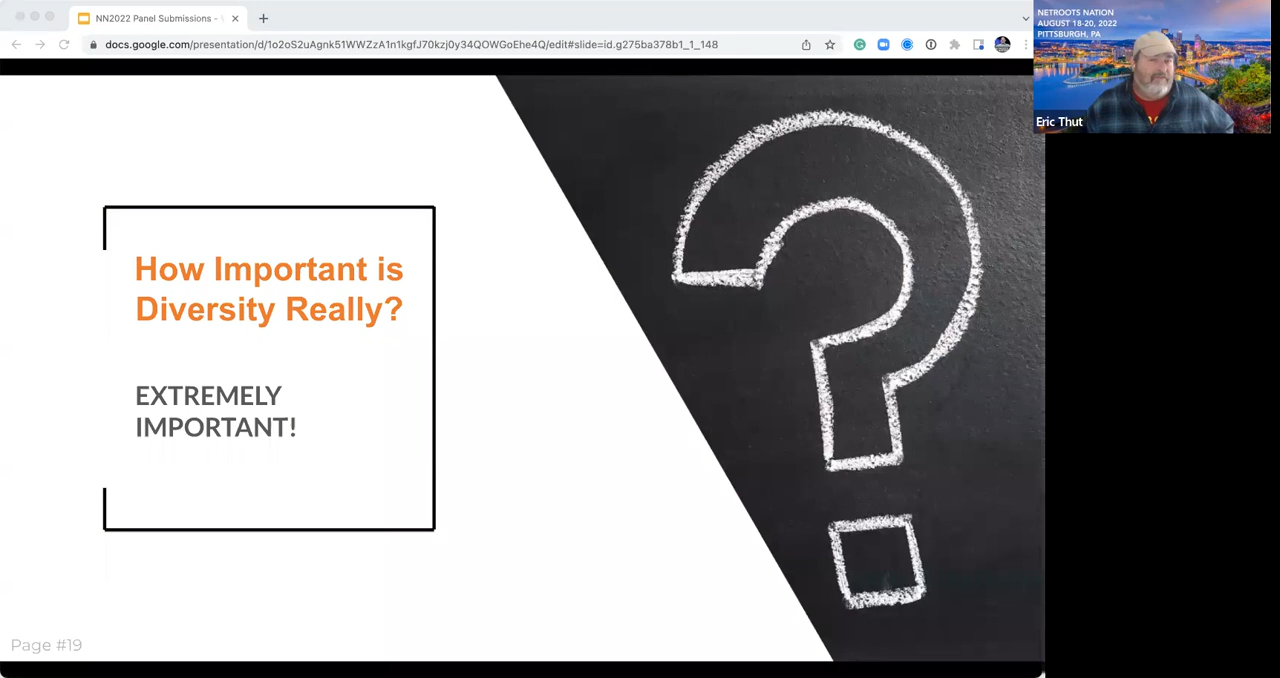 NN2022 Panel Submissions -
docs.google.com/presentation/d/1o2oS2uAgnk51WWZzA1n1kgfJ70kzj0y34QOWGoEhe4Q/edit#slide=id.g275ba378b1_1_148
NETROOTS NATION
AUGUST 18-20, 2022
PITTSBURGH, PA
Eric Thut
How Important is
Diversity Really?
EXTREMELY
IMPORTANT!
Page #19